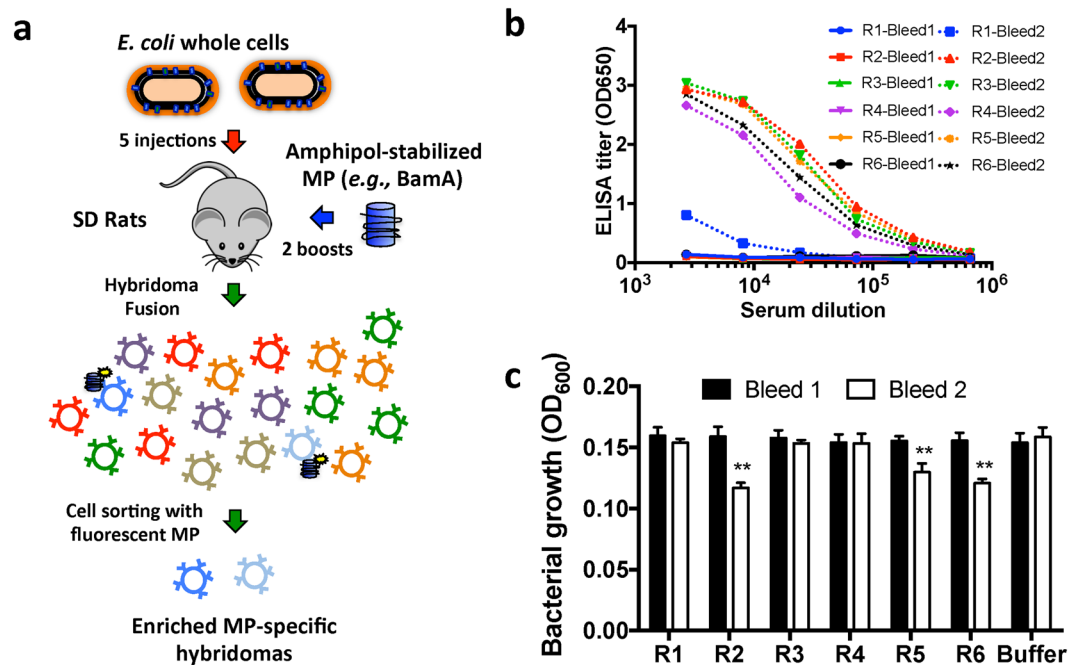 a
E. coli whole cells
5 injections
Amphipol-stabilized
MP (e.g., BamA)
SD Rats
2 boosts
Hybridoma
Fusion
Cell sorting with
fluorescent MP
Enriched MP-specific
hybridomas
b
ELISA titer (OD650)
4
3
2
1
0
10³
10⁴
10⁵
10⁶
Serum dilution
R1-Bleed1
R1-Bleed2
R2-Bleed1
R2-Bleed2
R3-Bleed1
R3-Bleed2
R4-Bleed1
R4-Bleed2
R5-Bleed1
R5-Bleed2
R6-Bleed1
R6-Bleed2
c
Bacterial growth (OD₆₀₀)
0.20
0.15
0.10
0.05
0.00
Bleed 1
Bleed 2
**
**
**
R1
R2
R3
R4
R5
R6
Buffer